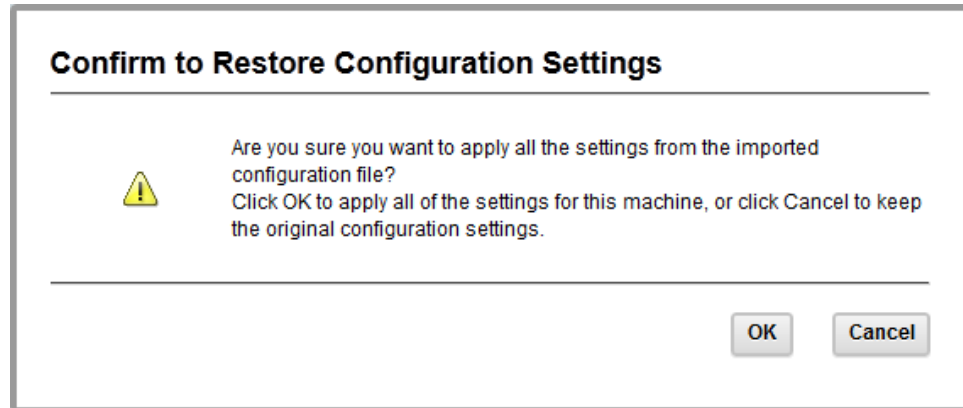 Confirm to Restore Configuration Settings
Are you sure you want to apply all the settings from the imported
configuration file?
Click OK to apply all of the settings for this machine, or click Cancel to keep
the original configuration settings.
OK
Cancel